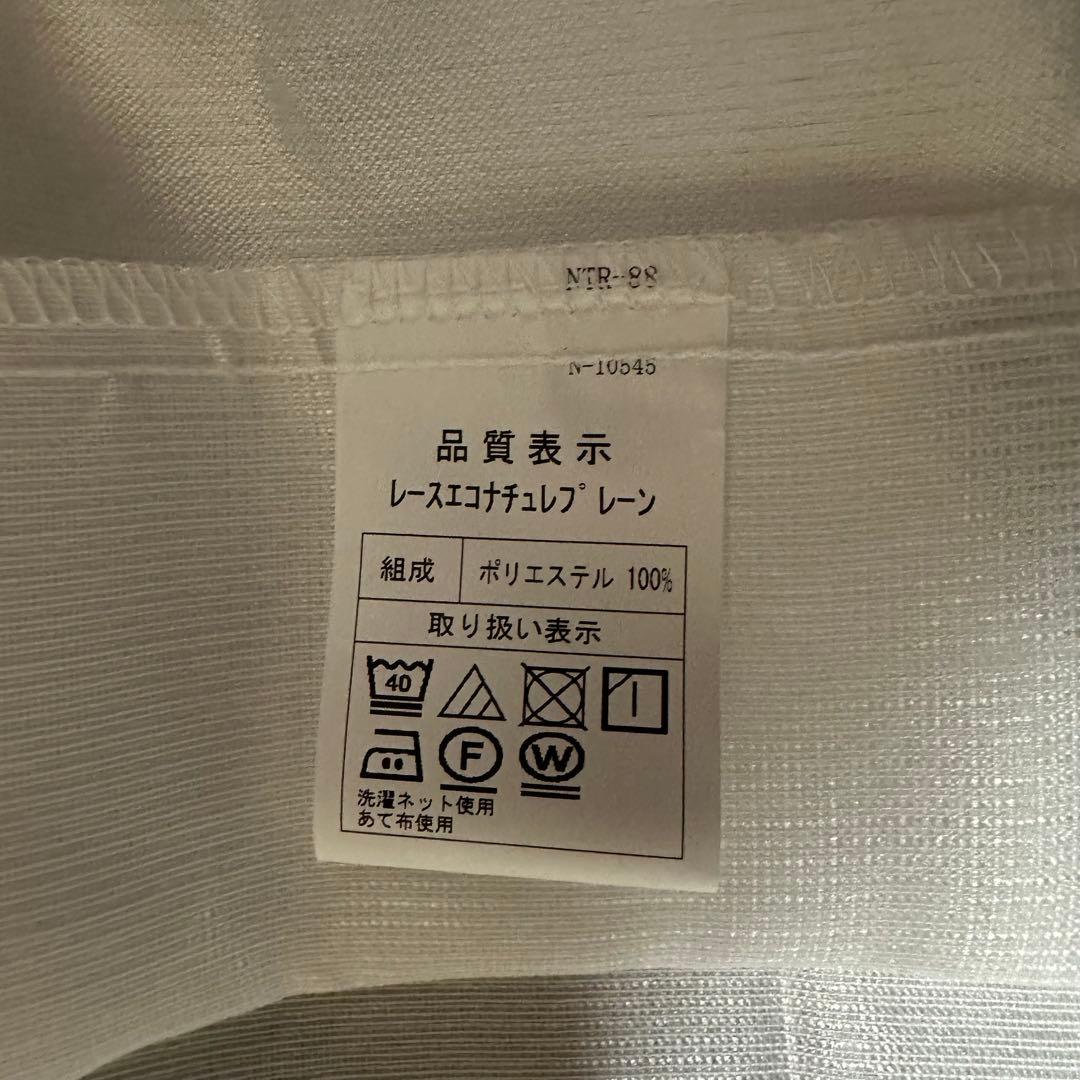 NTR-88
N-10545
品質表示
レースエコナチュレプレーン
組成 ポリエステル 100%
取り扱い表示
40
F W
洗濯ネット使用
あて布使用